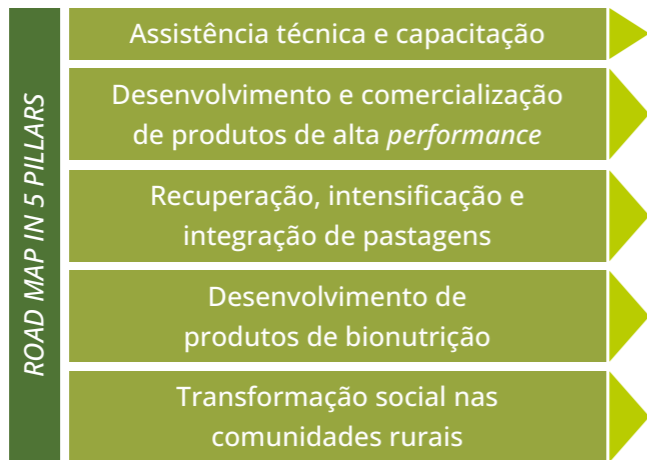 ROAD MAP IN 5 PILLARS
Assistência técnica e capacitação
Desenvolvimento e comercialização
de produtos de alta performance
Recuperação, intensificação e
integração de pastagens
Desenvolvimento de
produtos de bionutrição
Transformação social nas
comunidades rurais